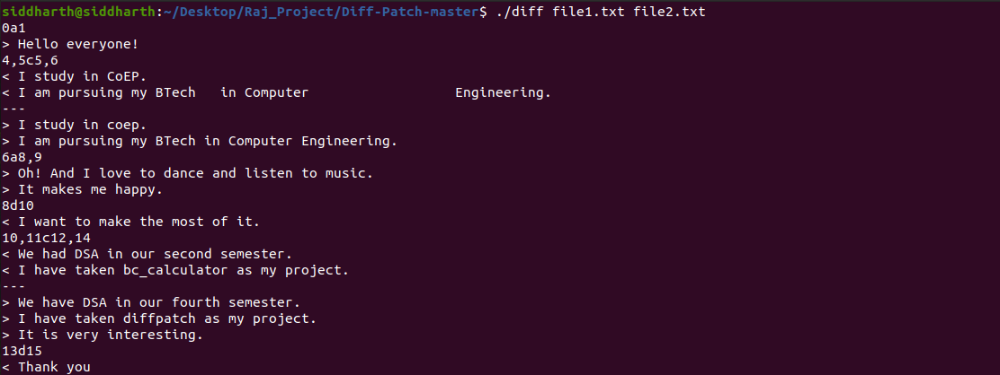 siddharth@siddharth:~/Desktop/Raj_Project/Diff-Patch-master$ ./diff file1.txt file2.txt
0a1
> Hello everyone!
4,5c5,6
< I study in CoEP.
< I am pursuing my BTech   in Computer                  Engineering.
---
> I study in coep.
> I am pursuing my BTech in Computer Engineering.
6a8,9
> Oh! And I love to dance and listen to music.
> It makes me happy.
8d10
< I want to make the most of it.
10,11c12,14
< We had DSA in our second semester.
< I have taken bc_calculator as my project.
---
> We have DSA in our fourth semester.
> I have taken diffpatch as my project.
> It is very interesting.
13d15
< Thank you